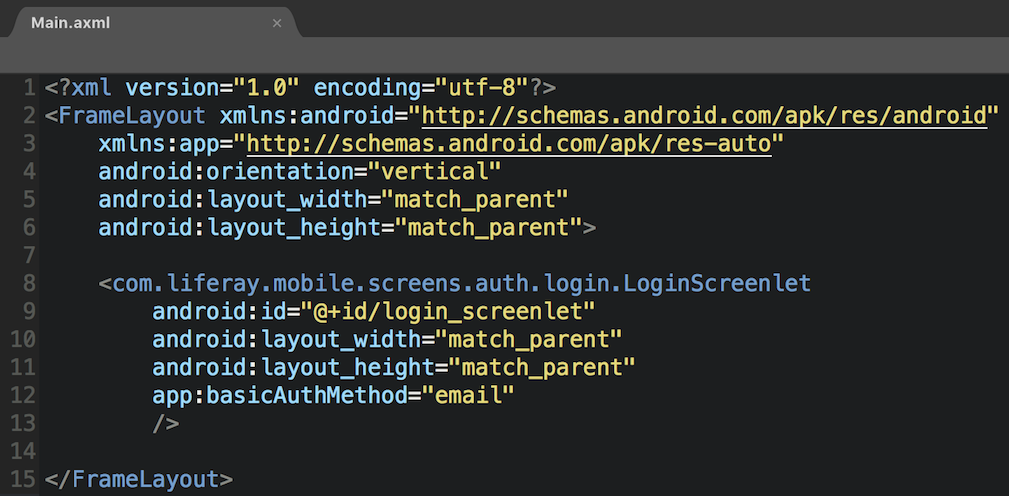 Main.axml ×
1 <?xml version="1.0" encoding="utf-8"?>
2 <FrameLayout xmlns:android="http://schemas.android.com/apk/res/android"
3     xmlns:app="http://schemas.android.com/apk/res-auto"
4     android:orientation="vertical"
5     android:layout_width="match_parent"
6     android:layout_height="match_parent">
7
8     <com.liferay.mobile.screens.auth.login.LoginScreenlet
9         android:id="@+id/login_screenlet"
10         android:layout_width="match_parent"
11         android:layout_height="match_parent"
12         app:basicAuthMethod="email"
13         />
14
15 </FrameLayout>